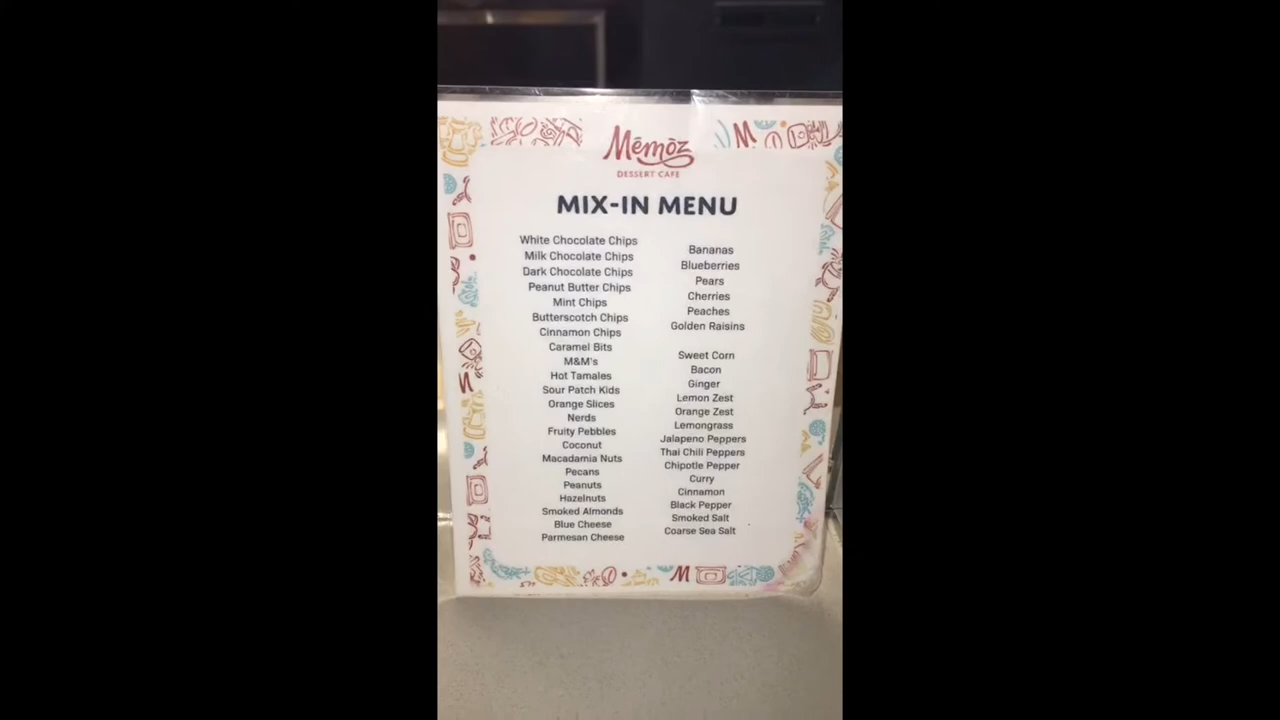 Mémòz
DESSERT CAFE
MIX-IN MENU
White Chocolate Chips
Milk Chocolate Chips
Dark Chocolate Chips
Peanut Butter Chips
Mint Chips
Butterscotch Chips
Cinnamon Chips
Caramel Bits
M&M's
Hot Tamales
Sour Patch Kids
Orange Slices
Nerds
Fruity Pebbles
Coconut
Macadamia Nuts
Pecans
Peanuts
Hazelnuts
Smoked Almonds
Blue Cheese
Parmesan Cheese
Bananas
Blueberries
Pears
Cherries
Peaches
Golden Raisins
Sweet Corn
Bacon
Ginger
Lemon Zest
Orange Zest
Lemongrass
Jalapeno Peppers
Thai Chili Peppers
Chipotle Pepper
Curry
Cinnamon
Black Pepper
Smoked Salt
Coarse Sea Salt